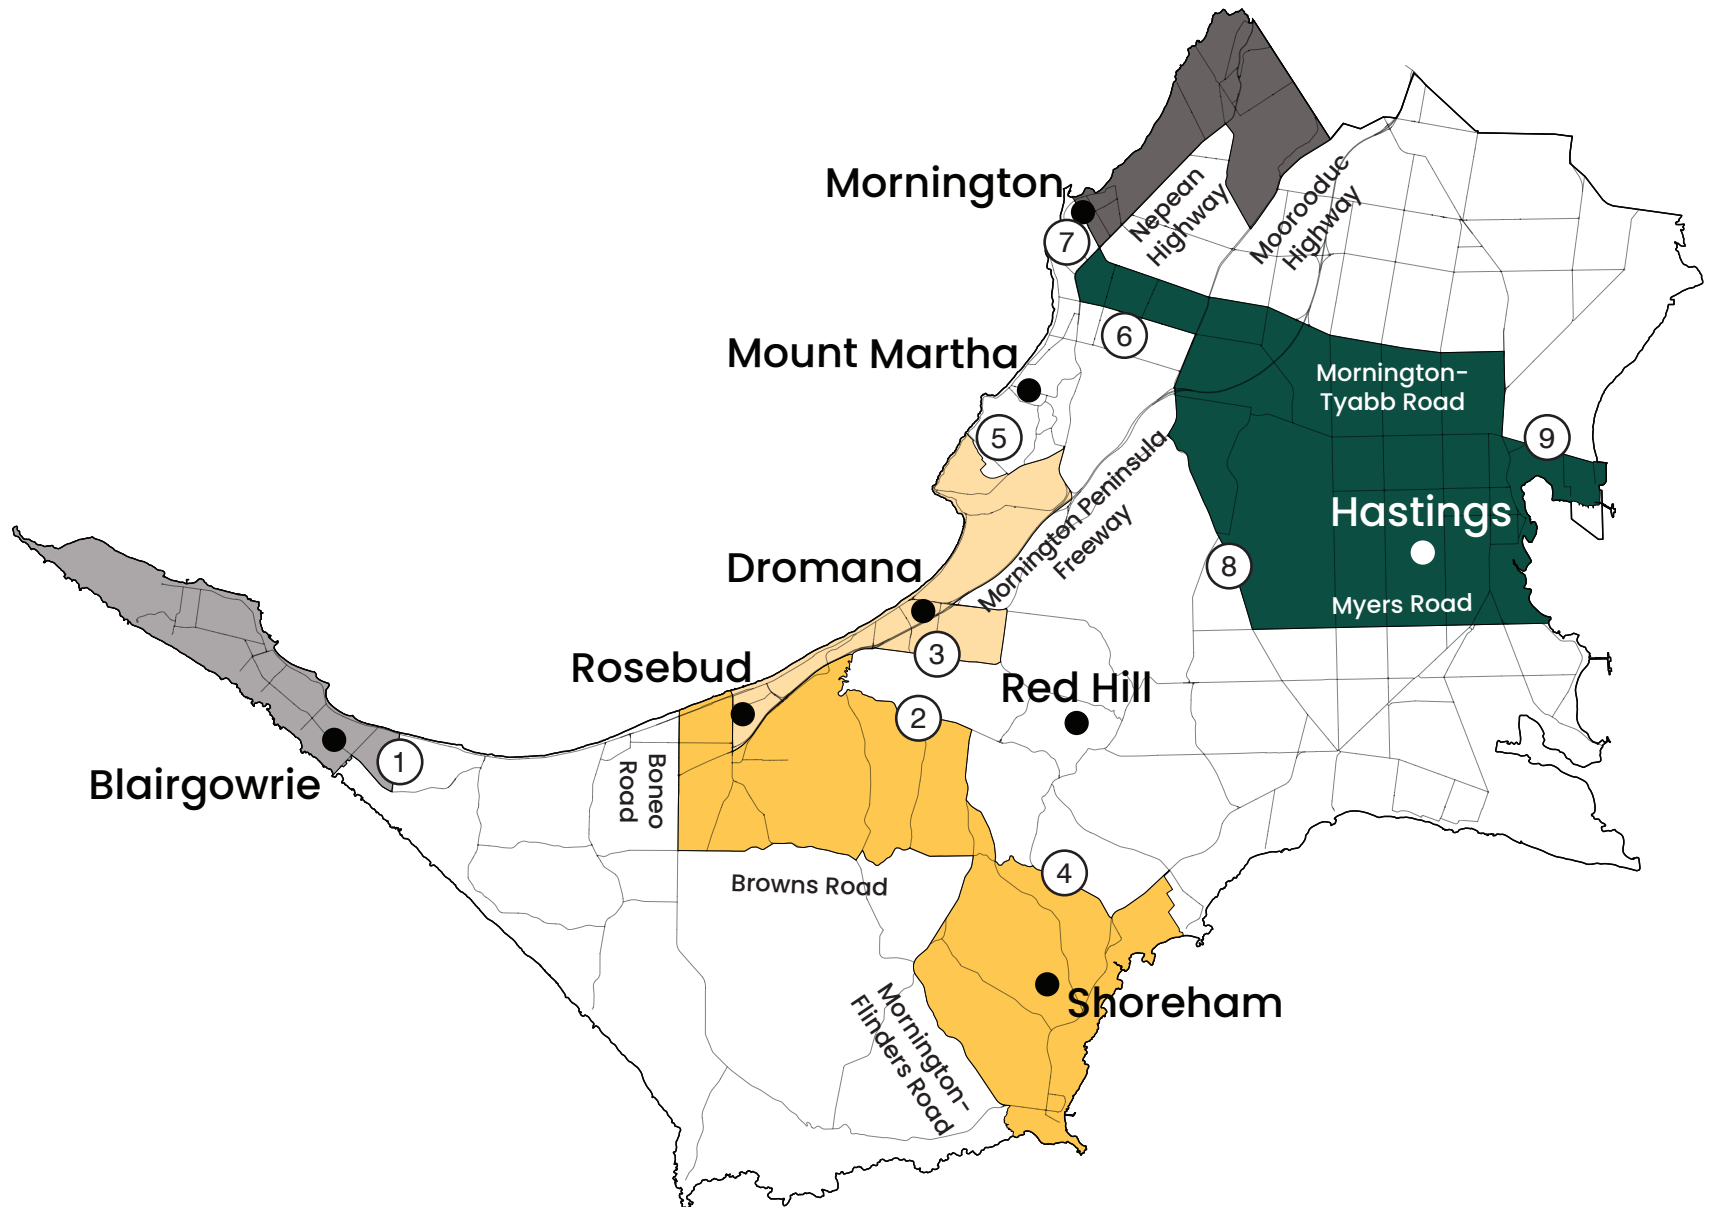 Mornington
7
Nepean
Highway
Moorooduc
Highway
Mount Martha
6
Mornington-
Tyabb Road
5
9
Mornington Peninsula
Freeway
Hastings
Dromana
8
Myers Road
3
Rosebud
Red Hill
2
1
Blairgowrie
Boneo
Road
4
Browns Road
Shoreham
Mornington-
Flinders Road